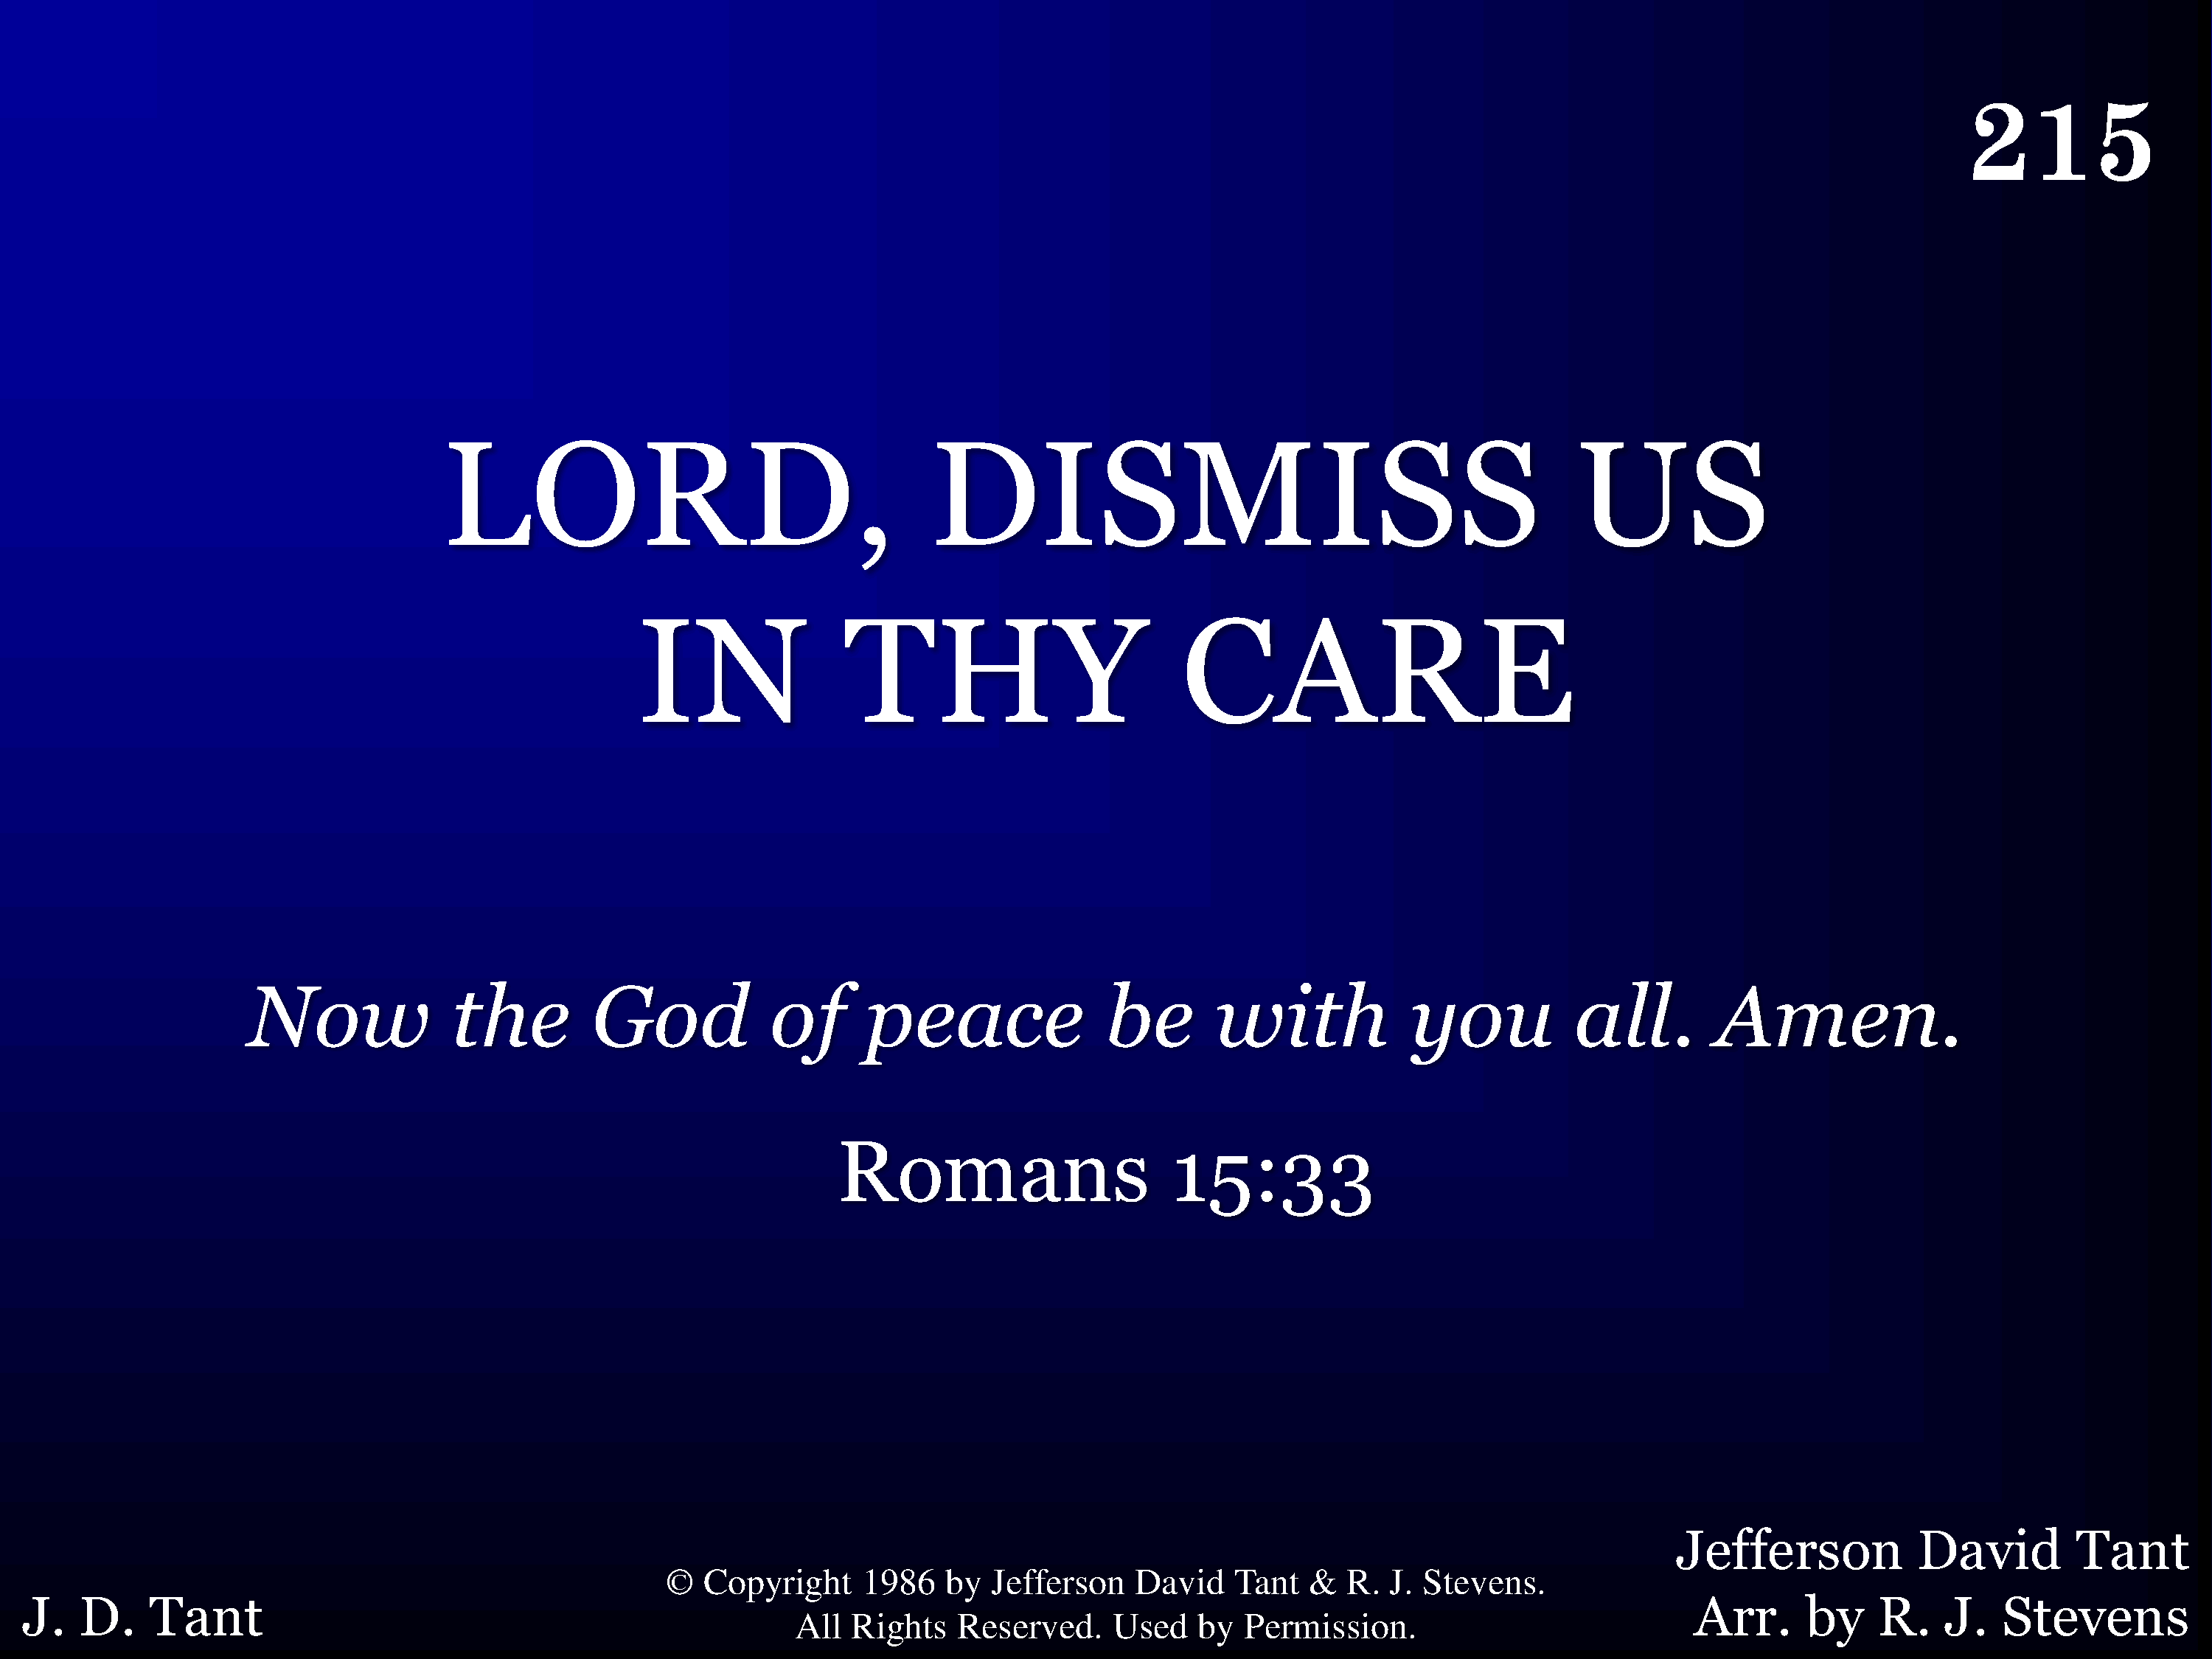 215
LORD, DISMISS US
IN THY CARE
Now the God of peace be with you all. Amen.
Romans 15:33
J. D. Tant
© Copyright 1986 by Jefferson David Tant & R. J. Stevens.
All Rights Reserved. Used by Permission.
Jefferson David Tant
Arr. by R. J. Stevens